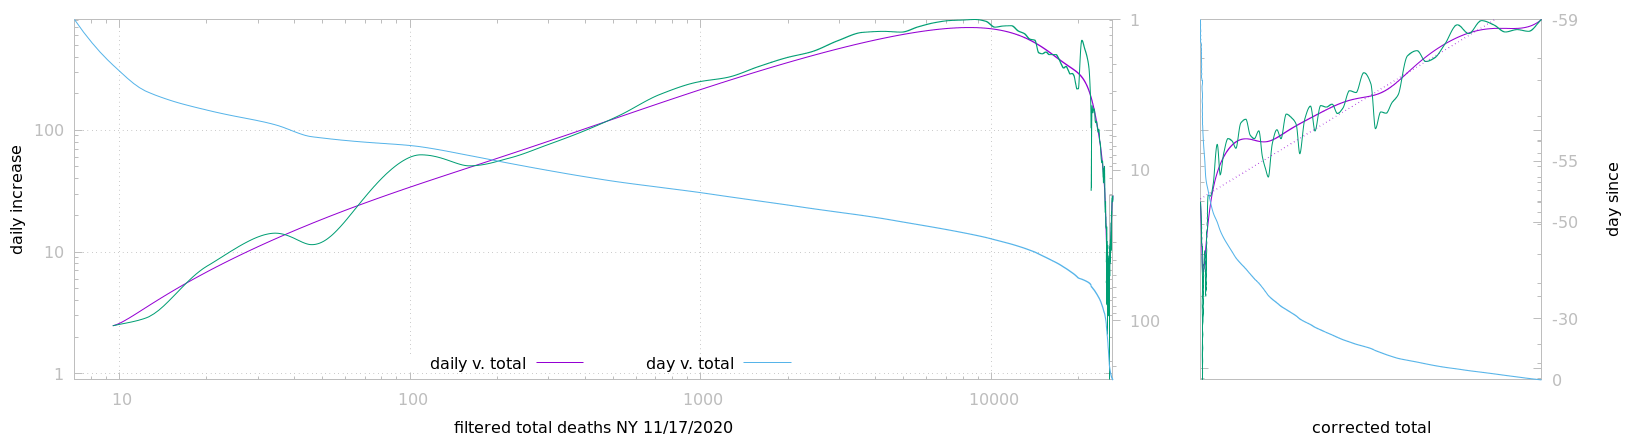 daily increase
100
10
1
10
100
1000
10000
1
10
100
daily v. total
day v. total
filtered total deaths NY 11/17/2020
-59
-55
-50
-30
0
day since
corrected total